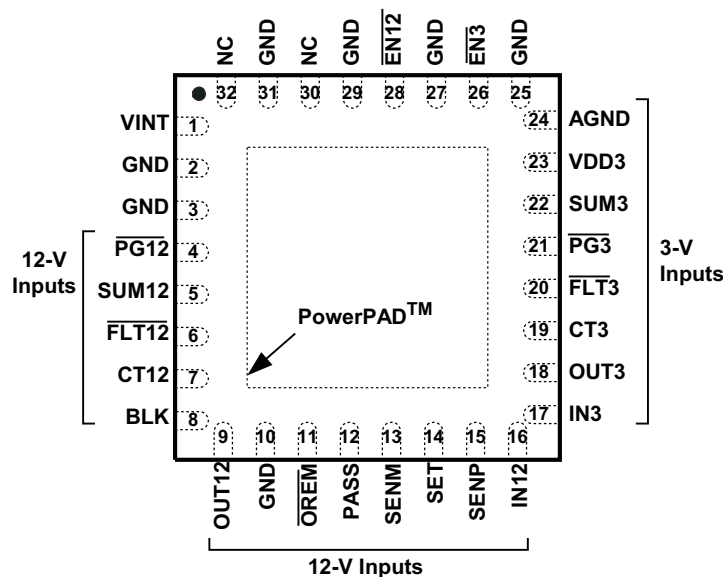 NC GND NC GND EN12 GND EN3 GND
32 31 30 29 28 27 26 25
VINT 1
GND 2
GND 3
PG12 4
SUM12 5
FLT12 6
CT12 7
BLK 8
12-V
Inputs
PowerPAD™
24 AGND
23 VDD3
22 SUM3
21 PG3
20 FLT3
19 CT3
18 OUT3
17 IN3
3-V
Inputs
9 10 11 12 13 14 15 16
OUT12 GND OREM PASS SENM SET SENP IN12
12-V Inputs